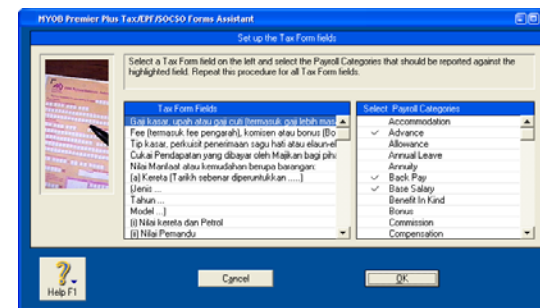 MYOB Premier Plus Tax/EPF/SOCSO Forms Assistant
Set up the Tax Form fields
Select a Tax Form field on the left and select the Payroll Categories that should be reported against the
highlighted field. Repeat this procedure for all Tax Form fields.
Tax Form Fields
Gaji kasar, upah atau gaji cuti (termasuk gaji lebih mas
Fee (termasuk fee pengarah), komisen atau bonus (Bo
Tip kasar, perkuisit penerimaan sagu hati atau elaun-el
Cukai Pendapatan yang dibayar oleh Majikan bagi piha
Nilai Manfaat atau kemudahan berupa barangan:
(a) Kereta (Tarikh sebenar diperuntukkan .....)
(Jenis ...
Tahun ...
Model ...)
(i) Nilai kereta dan Petrol
(ii) Nilai Pemandu
Select Payroll Categories
Accommodation
Advance
Allowance
Annual Leave
Annuity
Back Pay
Base Salary
Benefit In Kind
Bonus
Commission
Compensation
Help F1
Cancel
OK